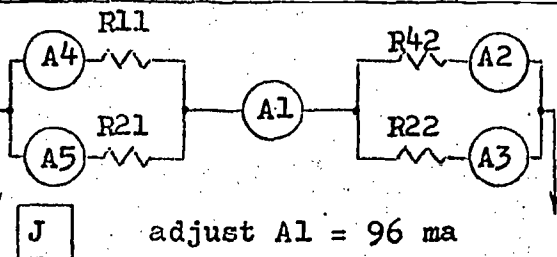 R11 R42
A4 A2
A1
R21 R22
A5 A3
J adjust A1 = 96 ma